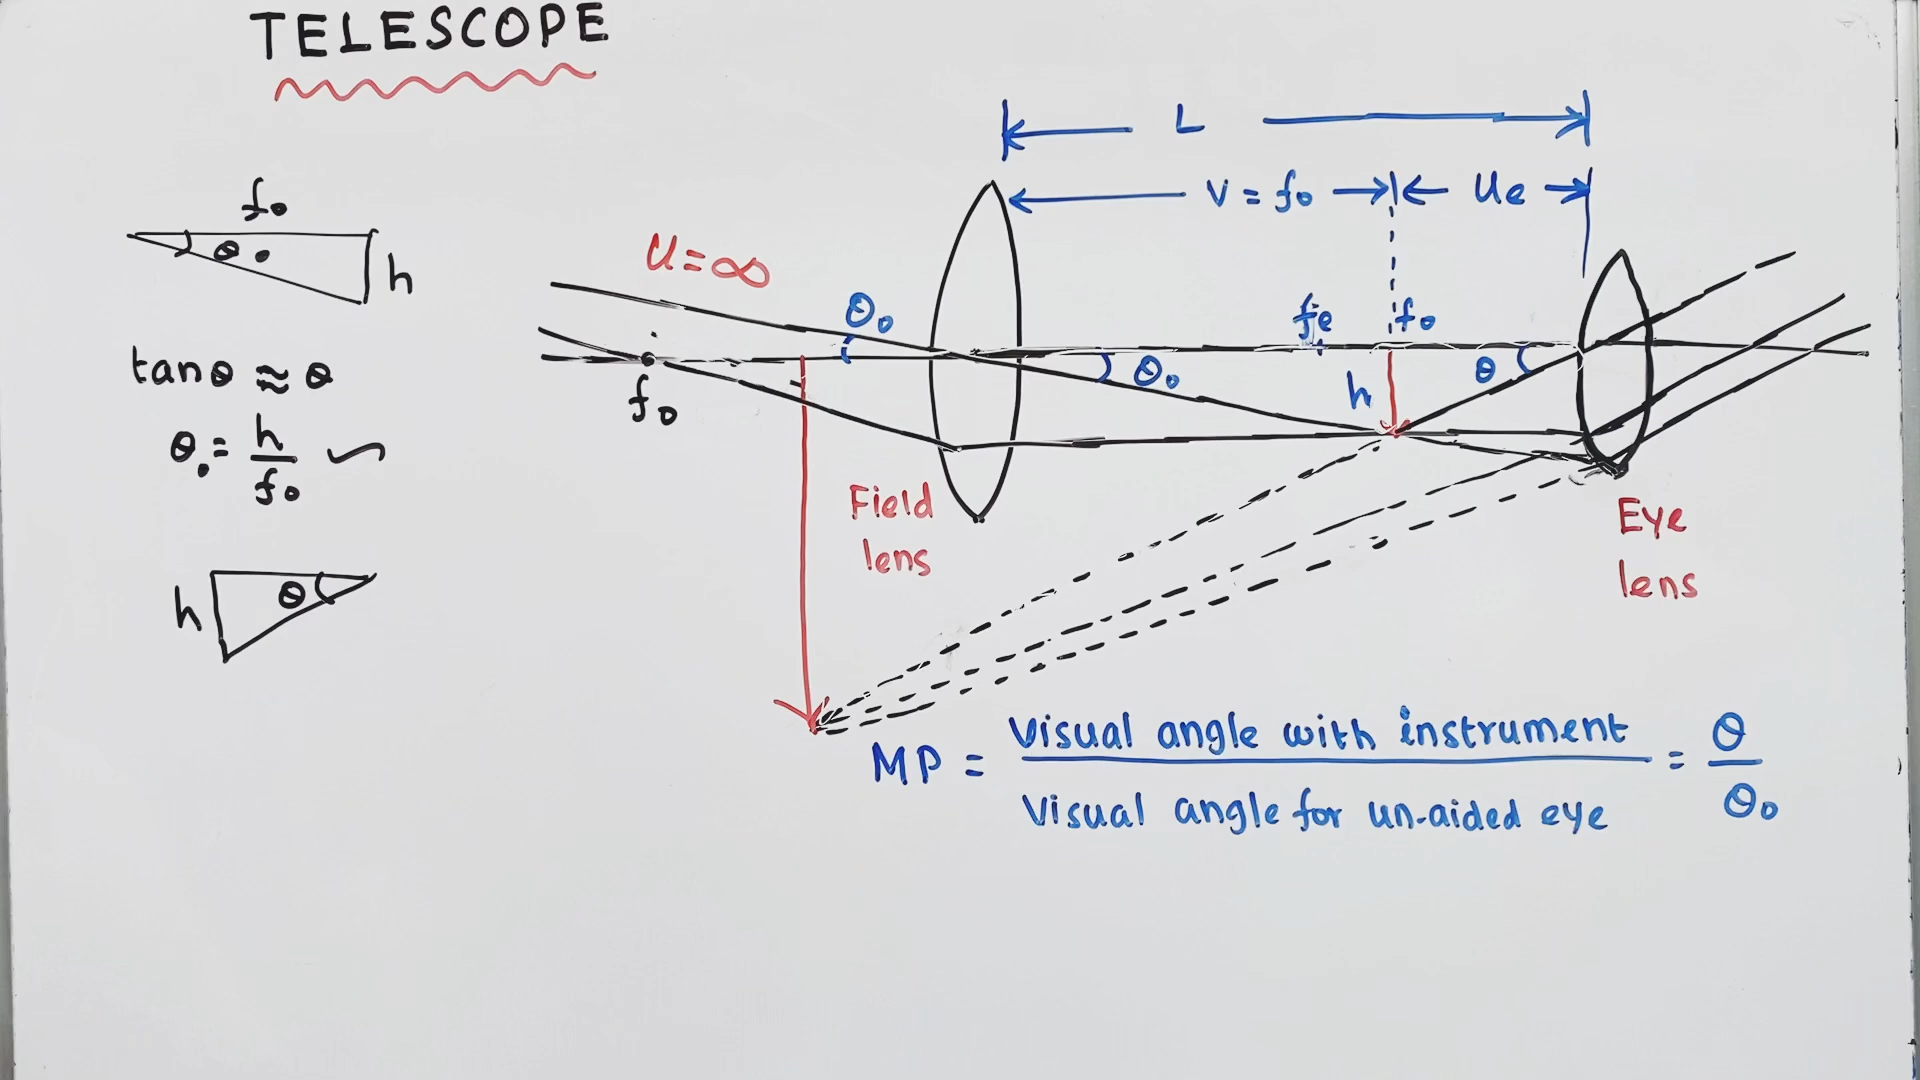 TELESCOPE
f₀
θ₀
h
tanθ ≈ θ
θ₀ = h/f₀
h
θ
L
v = f₀
ue
u = ∞
θ₀
fe
f₀
f₀
θ₀
h
θ
Field
lens
Eye
lens
MP = Visual angle with instrument / Visual angle for un-aided eye = θ/θ₀